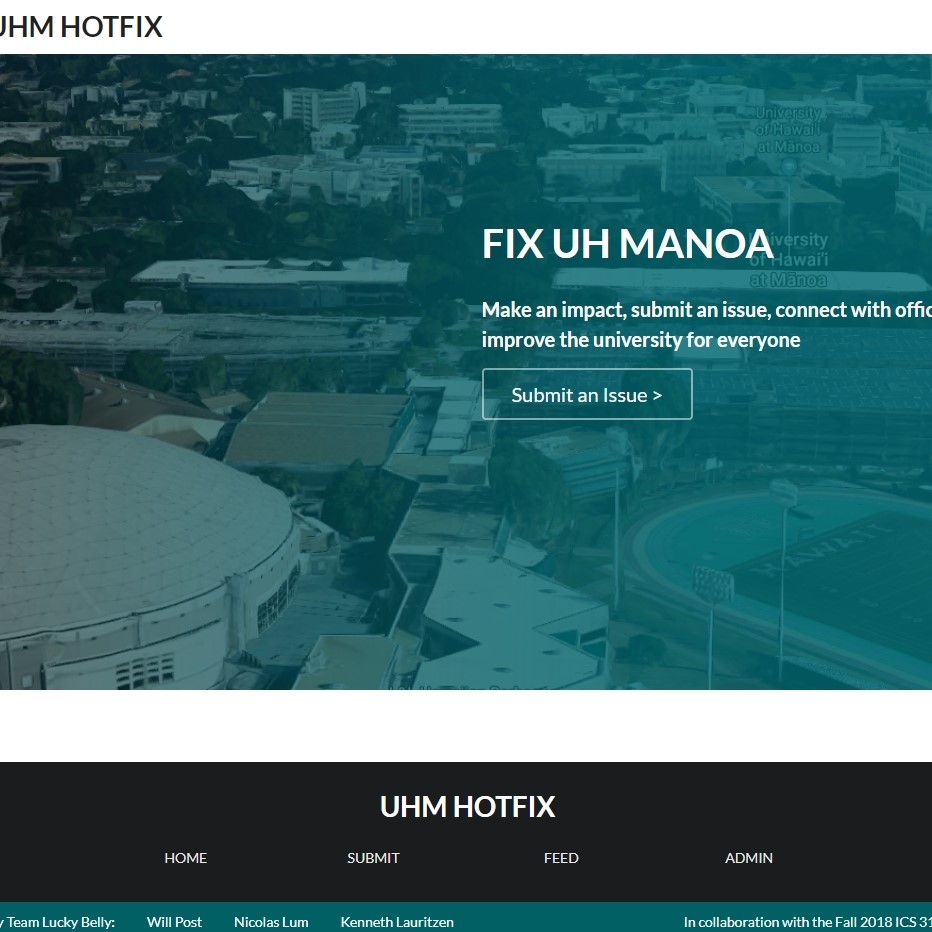 UHM HOTFIX
University
of Hawai'i
at Mānoa
FIX UH MANOA
University
of Hawai'i
at Mānoa
Make an impact, submit an issue, connect with
improve the university for everyone
Submit an Issue >
HAWAI'I
UHM HOTFIX
HOME SUBMIT FEED ADMIN
Team Lucky Belly: Will Post Nicolas Lum Kenneth Lauritzen In collaboration with the Fall 2018 ICS